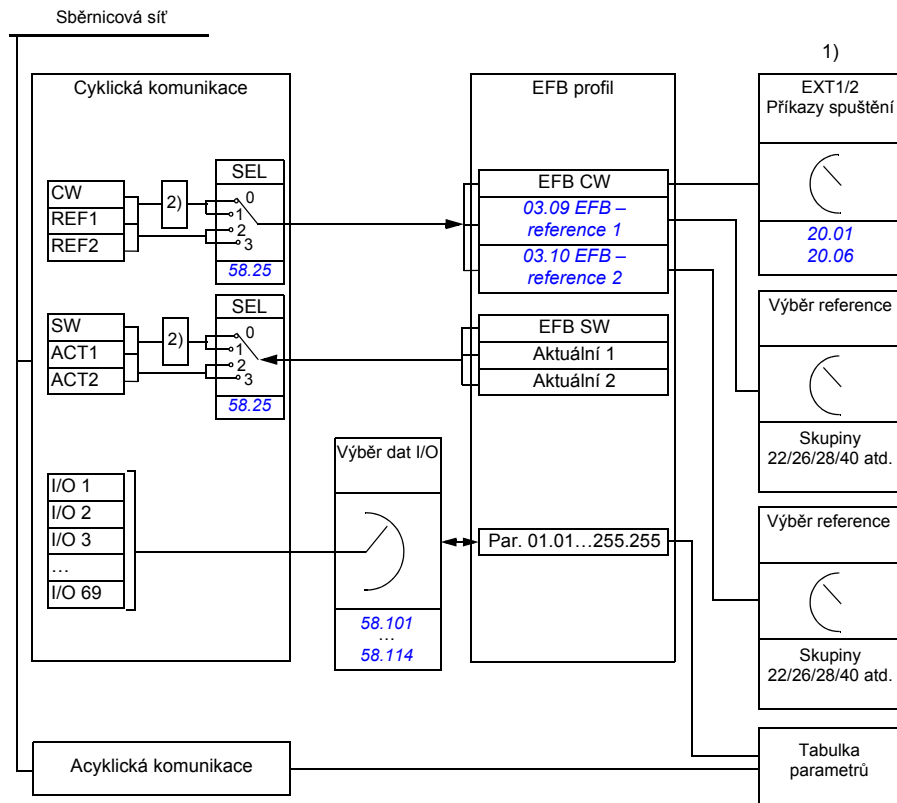 Sběrnicová síť
Cyklická komunikace
CW
REF1
REF2
2)
SEL
0
1
2
3
58.25
SW
ACT1
ACT2
2)
SEL
0
1
2
3
58.25
I/O 1
I/O 2
I/O 3
...
I/O 69
Výběr dat I/O
58.101
...
58.114
EFB profil
EFB CW
03.09 EFB –
reference 1
03.10 EFB –
reference 2
EFB SW
Aktuální 1
Aktuální 2
Par. 01.01…255.255
1)
EXT1/2
Příkazy spuštění
20.01
20.06
Výběr reference
Skupiny
22/26/28/40 atd.
Výběr reference
Skupiny
22/26/28/40 atd.
Acyklická komunikace
Tabulka
parametrů